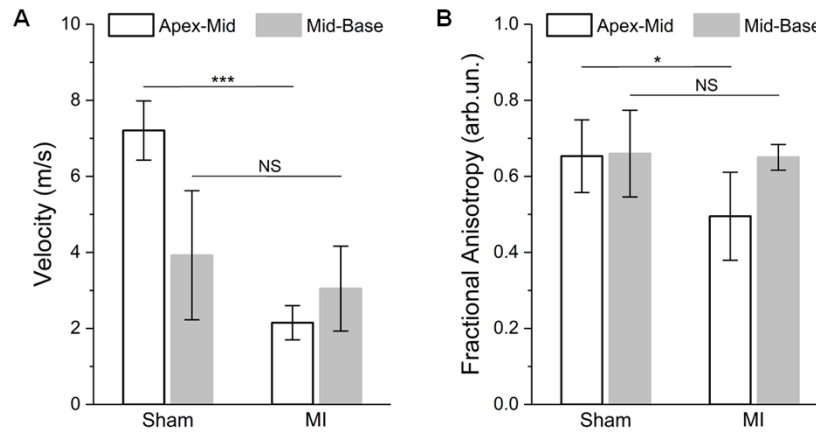 A
Apex-Mid
Mid-Base
***
NS
Velocity (m/s)
10
8
6
4
2
0
Sham
MI
B
Apex-Mid
Mid-Base
*
NS
Fractional Anisotropy (arb.un.)
1.0
0.8
0.6
0.4
0.2
0.0
Sham
MI